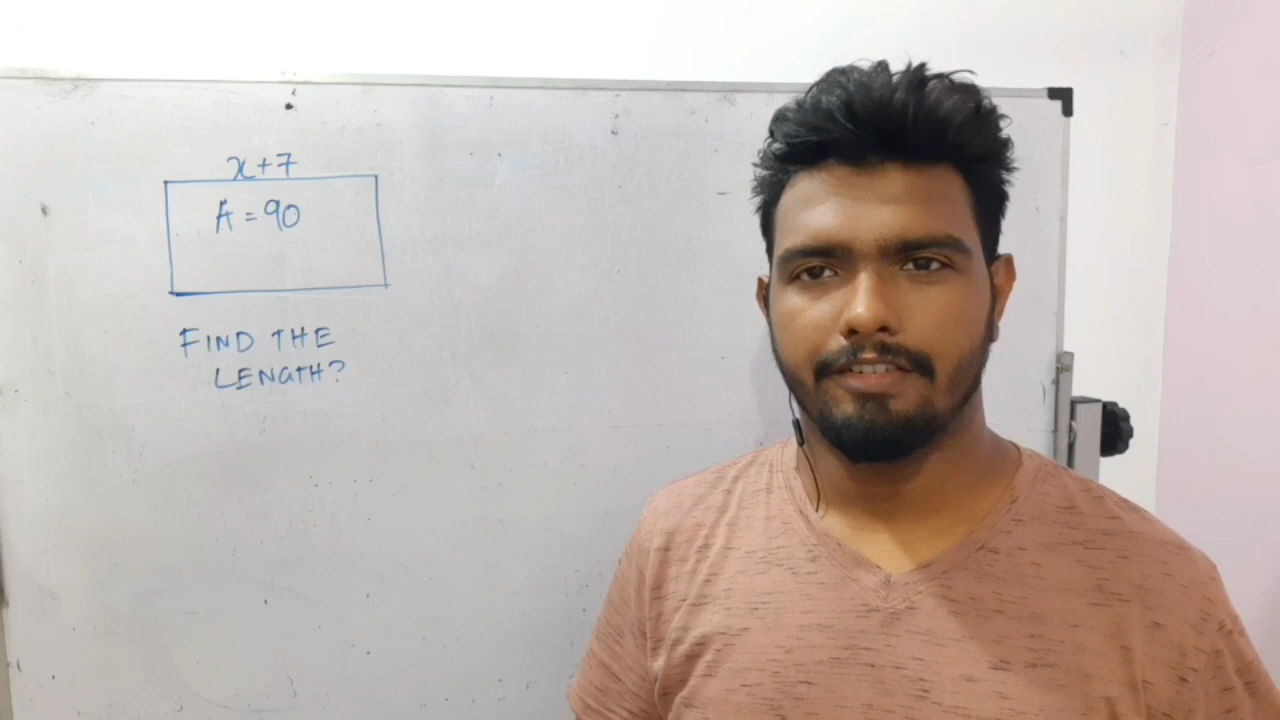 x+7
A = 90
FIND THE
LENGTH?